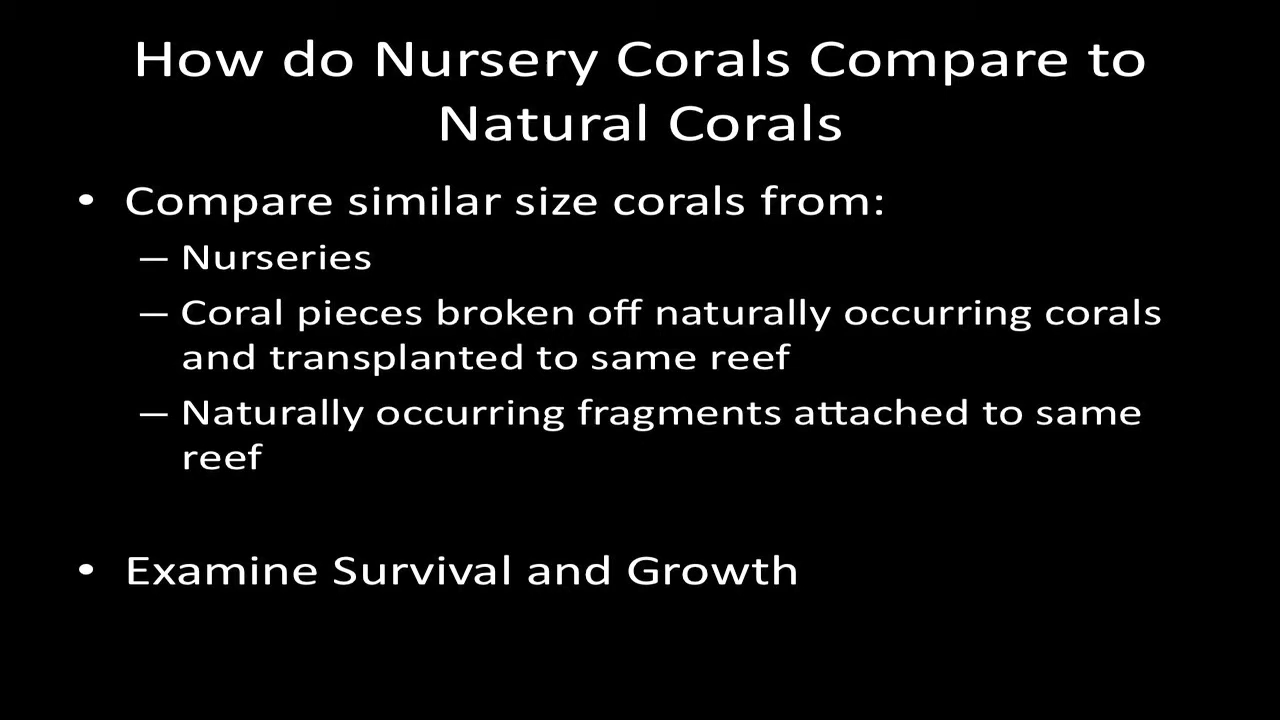 How do Nursery Corals Compare to
Natural Corals
• Compare similar size corals from:
– Nurseries
– Coral pieces broken off naturally occurring corals
and transplanted to same reef
– Naturally occurring fragments attached to same
reef
• Examine Survival and Growth